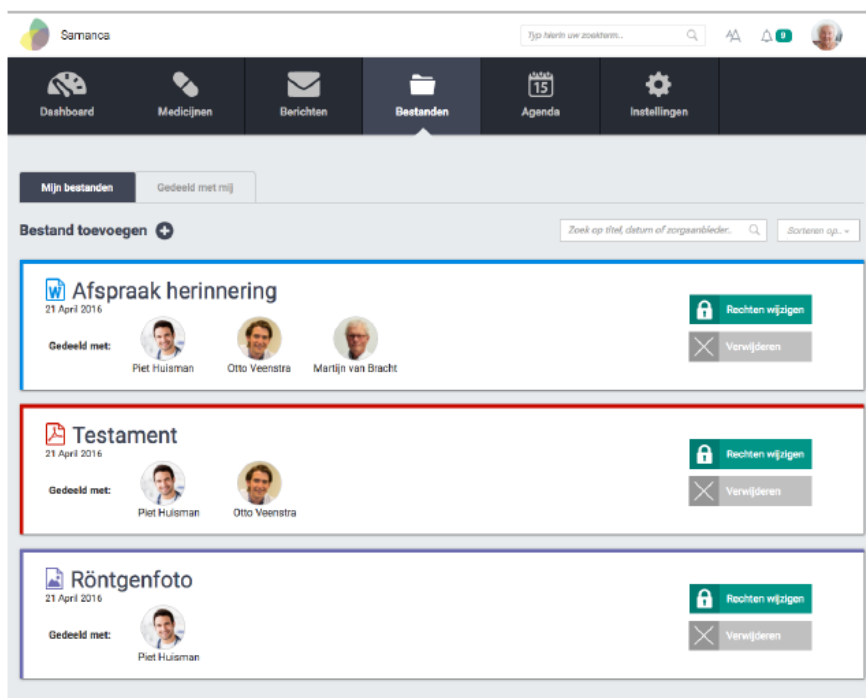 Samanca
Typ hierin uw zoekterm..
AA
9
Dashboard
Medicijnen
Berichten
Bestanden
15
Agenda
Instellingen
Mijn bestanden
Gedeeld met mij
Bestand toevoegen
Zoek op titel, datum of zorgaanbieder..
Sorteren op..
W Afspraak herinnering
21 April 2016
Gedeeld met:
Piet Huisman
Otto Veenstra
Martijn van Bracht
Rechten wijzigen
Verwijderen
Testament
21 April 2016
Gedeeld met:
Piet Huisman
Otto Veenstra
Rechten wijzigen
Verwijderen
Röntgenfoto
21 April 2016
Gedeeld met:
Piet Huisman
Rechten wijzigen
Verwijderen